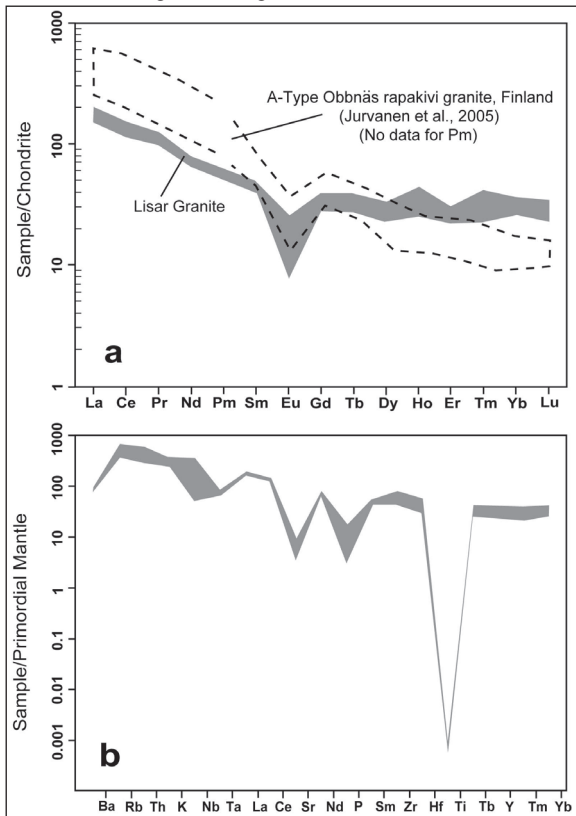 1000
100
10
1
Sample/Chondrite
A-Type Obbnäs rapakivi granite, Finland
(Jurvanen et al., 2005)
(No data for Pm)
Lisar Granite
a
La Ce Pr Nd Pm Sm Eu Gd Tb Dy Ho Er Tm Yb Lu
1000
100
10
1
0.1
0.01
0.001
Sample/Primordial Mantle
b
Ba Rb Th K Nb Ta La Ce Sr Nd P Sm Zr Hf Ti Tb Y Tm Yb